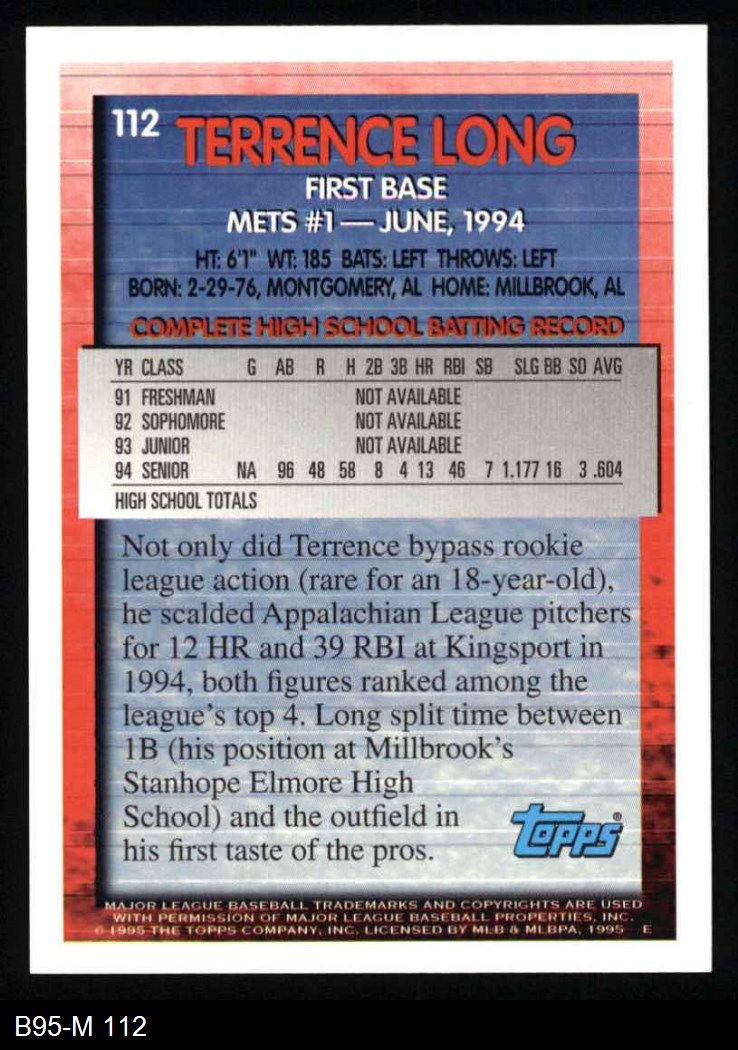 112 TERRENCE LONG
FIRST BASE
METS #1 — JUNE, 1994
HT: 6'1" WT: 185 BATS: LEFT THROWS: LEFT
BORN: 2-29-76, MONTGOMERY, AL HOME: MILLBROOK, AL
COMPLETE HIGH SCHOOL BATTING RECORD
YR CLASS G AB R H 2B 3B HR RBI SB SLG BB SO AVG
91 FRESHMAN NOT AVAILABLE
92 SOPHOMORE NOT AVAILABLE
93 JUNIOR NOT AVAILABLE
94 SENIOR NA 96 48 58 8 4 13 46 7 1.177 16 3 .604
HIGH SCHOOL TOTALS
Not only did Terrence bypass rookie
league action (rare for an 18-year-old),
he scalded Appalachian League pitchers
for 12 HR and 39 RBI at Kingsport in
1994, both figures ranked among the
league's top 4. Long split time between
1B (his position at Millbrook's
Stanhope Elmore High
School) and the outfield in
his first taste of the pros.
Topps®
MAJOR LEAGUE BASEBALL TRADEMARKS AND COPYRIGHTS ARE USED
WITH PERMISSION OF MAJOR LEAGUE BASEBALL PROPERTIES, INC.
© 1995 THE TOPPS COMPANY, INC. LICENSED BY MLB & MLBPA, 1995 E
B95-M 112